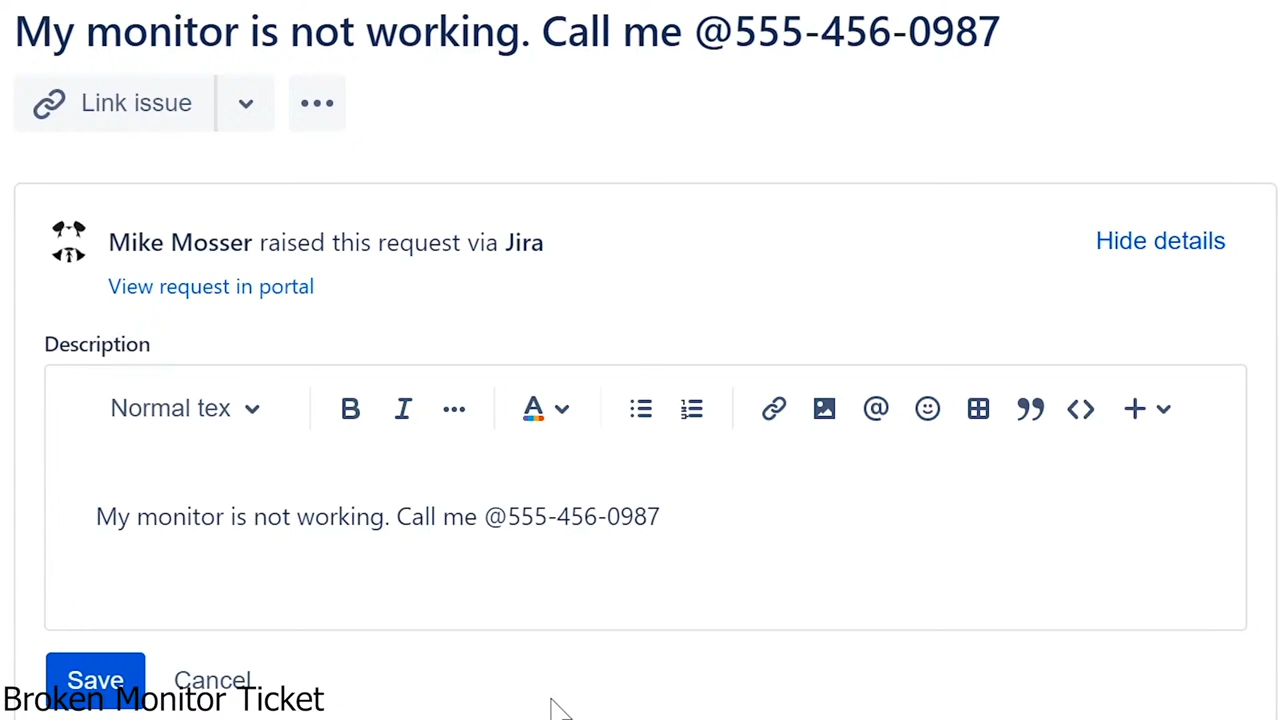 My monitor is not working. Call me @555-456-0987
Link issue
Mike Mosser raised this request via Jira
Hide details
View request in portal
Description
Normal tex
My monitor is not working. Call me @555-456-0987
Save Cancel
Broken Monitor Ticket